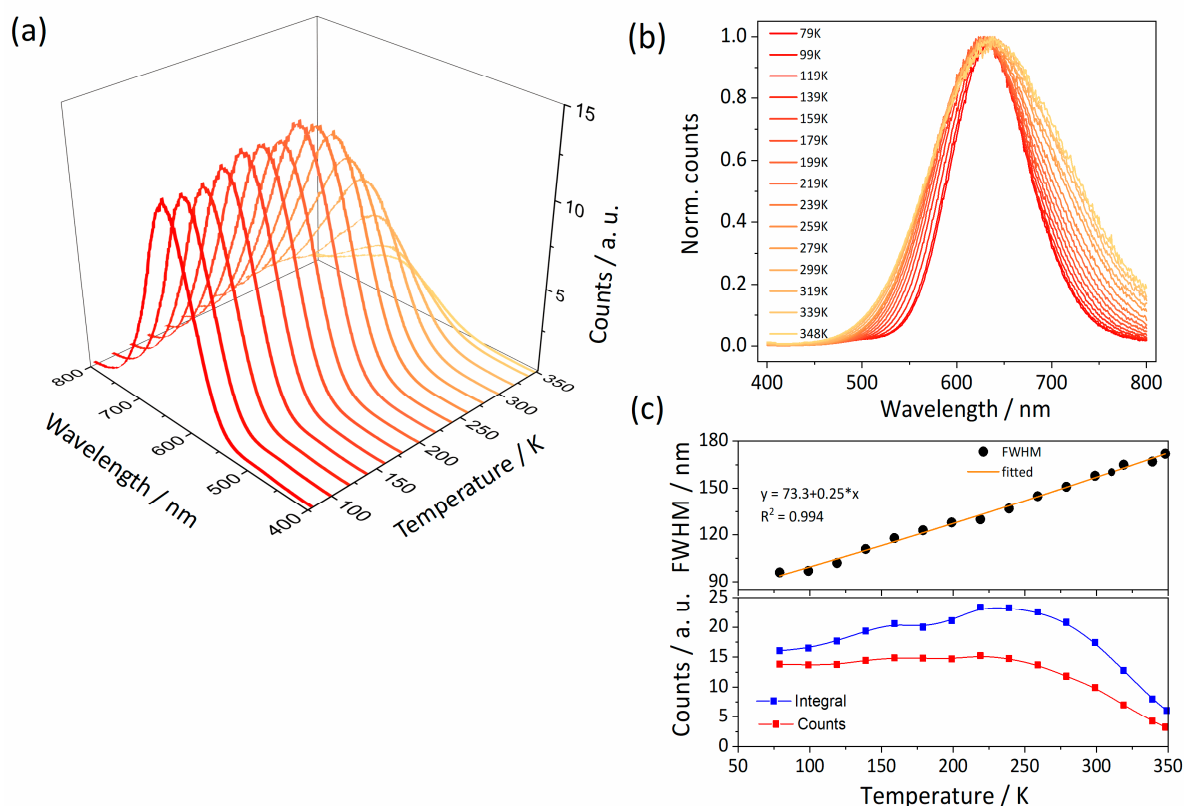 (a)
15
10
5
Counts / a. u.
800
700
600
500
400
Wavelength / nm
350
300
250
200
150
100
Temperature / K
(b)
1.0
0.8
0.6
0.4
0.2
0.0
Norm. counts
79K
99K
119K
139K
159K
179K
199K
219K
239K
259K
279K
299K
319K
339K
348K
400 500 600 700 800
Wavelength / nm
(c)
180
150
120
90
FWHM / nm
FWHM
fitted
y = 73.3+0.25*x
R² = 0.994
25
20
15
10
5
0
Counts / a. u.
Integral
Counts
50 100 150 200 250 300 350
Temperature / K